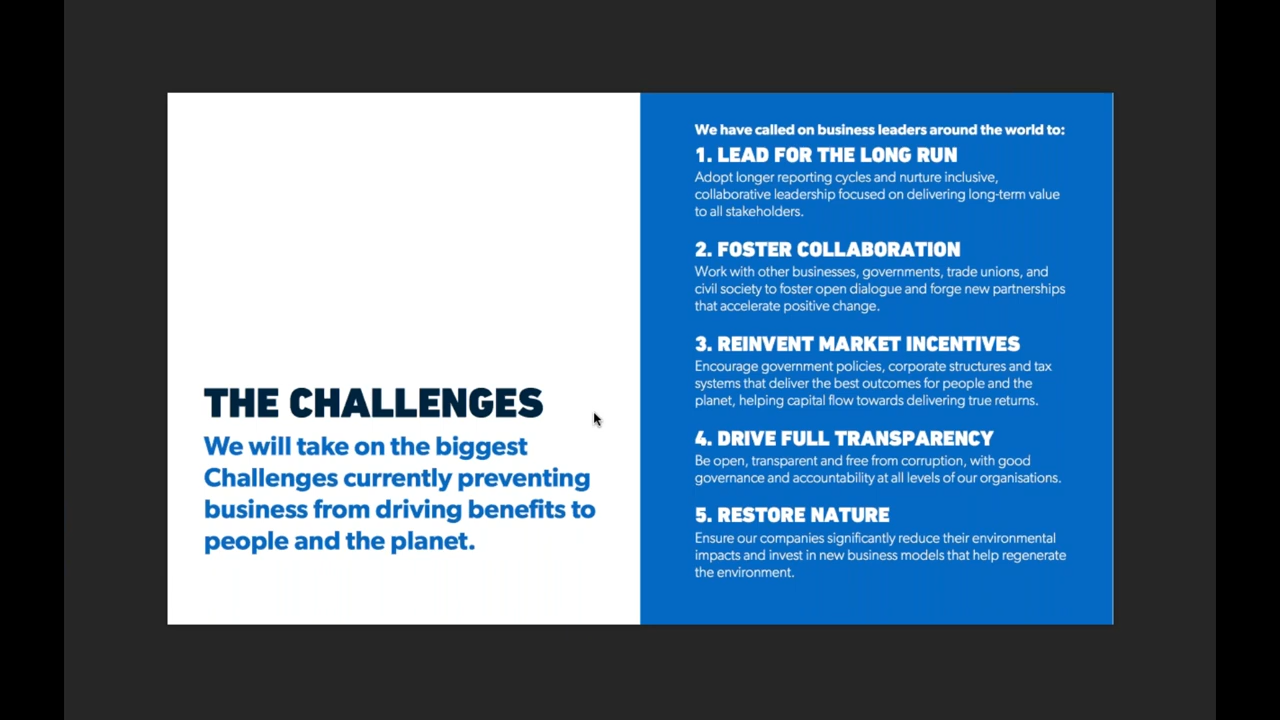 THE CHALLENGES
We will take on the biggest
Challenges currently preventing
business from driving benefits to
people and the planet.
We have called on business leaders around the world to:
1. LEAD FOR THE LONG RUN
Adopt longer reporting cycles and nurture inclusive,
collaborative leadership focused on delivering long-term value
to all stakeholders.
2. FOSTER COLLABORATION
Work with other businesses, governments, trade unions, and
civil society to foster open dialogue and forge new partnerships
that accelerate positive change.
3. REINVENT MARKET INCENTIVES
Encourage government policies, corporate structures and tax
systems that deliver the best outcomes for people and the
planet, helping capital flow towards delivering true returns.
4. DRIVE FULL TRANSPARENCY
Be open, transparent and free from corruption, with good
governance and accountability at all levels of our organisations.
5. RESTORE NATURE
Ensure our companies significantly reduce their environmental
impacts and invest in new business models that help regenerate
the environment.